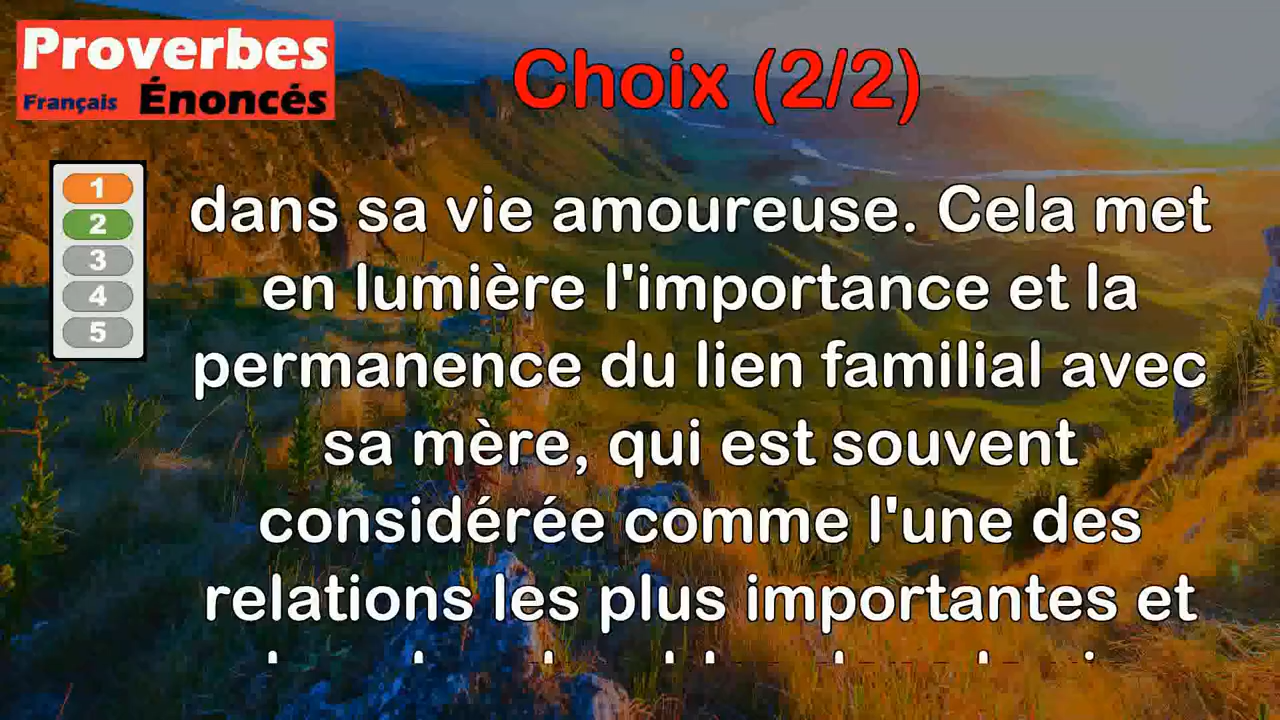 Proverbes
Français Énoncés
Choix (2/2)
1
2
3
4
5
dans sa vie amoureuse. Cela met
en lumière l'importance et la
permanence du lien familial avec
sa mère, qui est souvent
considérée comme l'une des
relations les plus importantes et